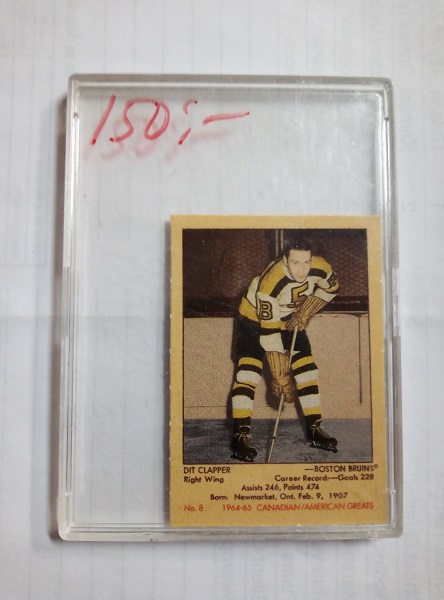 150:-
B
B
DIT CLAPPER —BOSTON BRUINS®
Right Wing Career Record:—Goals 228
Assists 246, Points 474
Born: Newmarket, Ont. Feb. 9, 1907
No. 8 1964-65 CANADIAN/AMERICAN GREATS